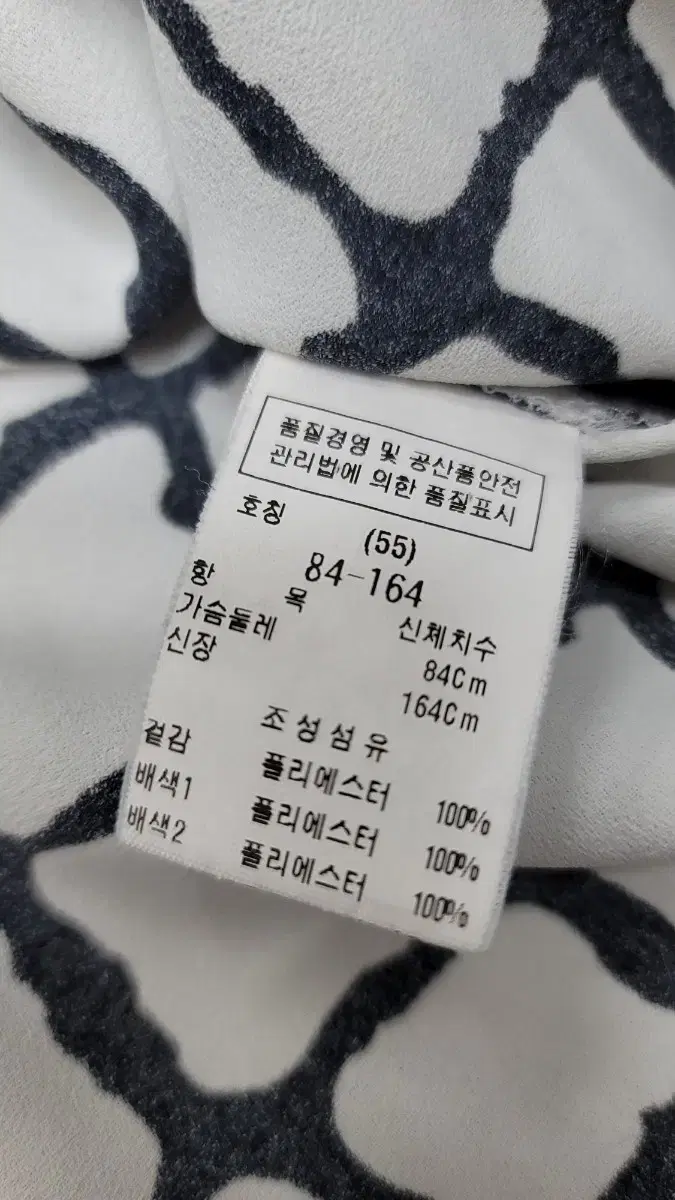 품질경영 및 공산품안전
관리법에 의한 품질표시
호칭 (55)
84-164
항 목 신체치수
가슴둘레 84Cm
신장 164Cm
조성섬유
겉감 폴리에스터 100%
배색1 폴리에스터 100%
배색2 폴리에스터 100%